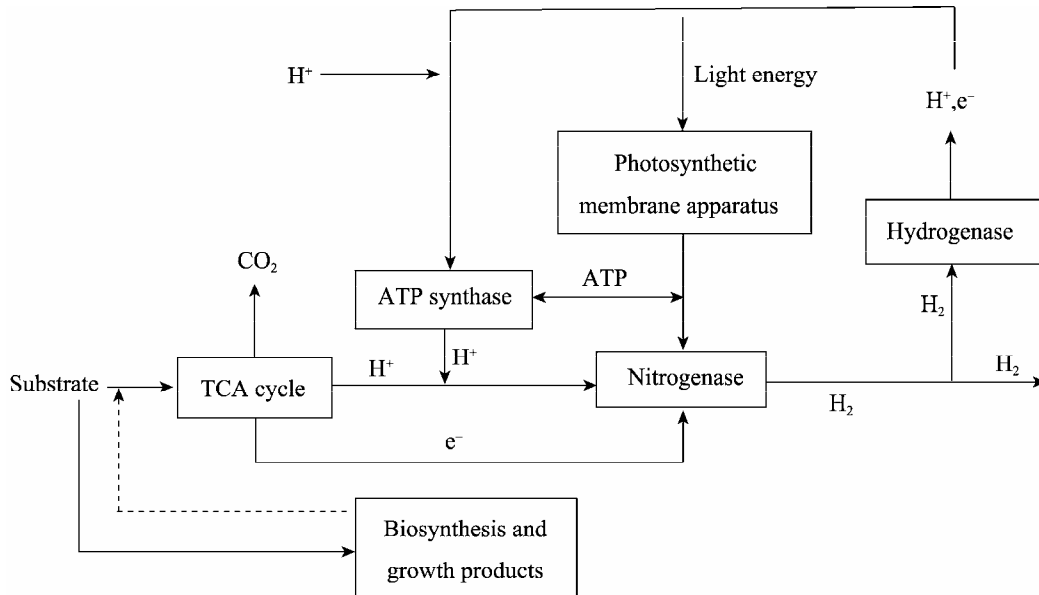 H⁺
Light energy
H⁺,e⁻
Photosynthetic
membrane apparatus
Hydrogenase
CO₂
ATP synthase
ATP
H₂
H⁺
H⁺
Substrate
TCA cycle
Nitrogenase
H₂
H₂
e⁻
Biosynthesis and
growth products